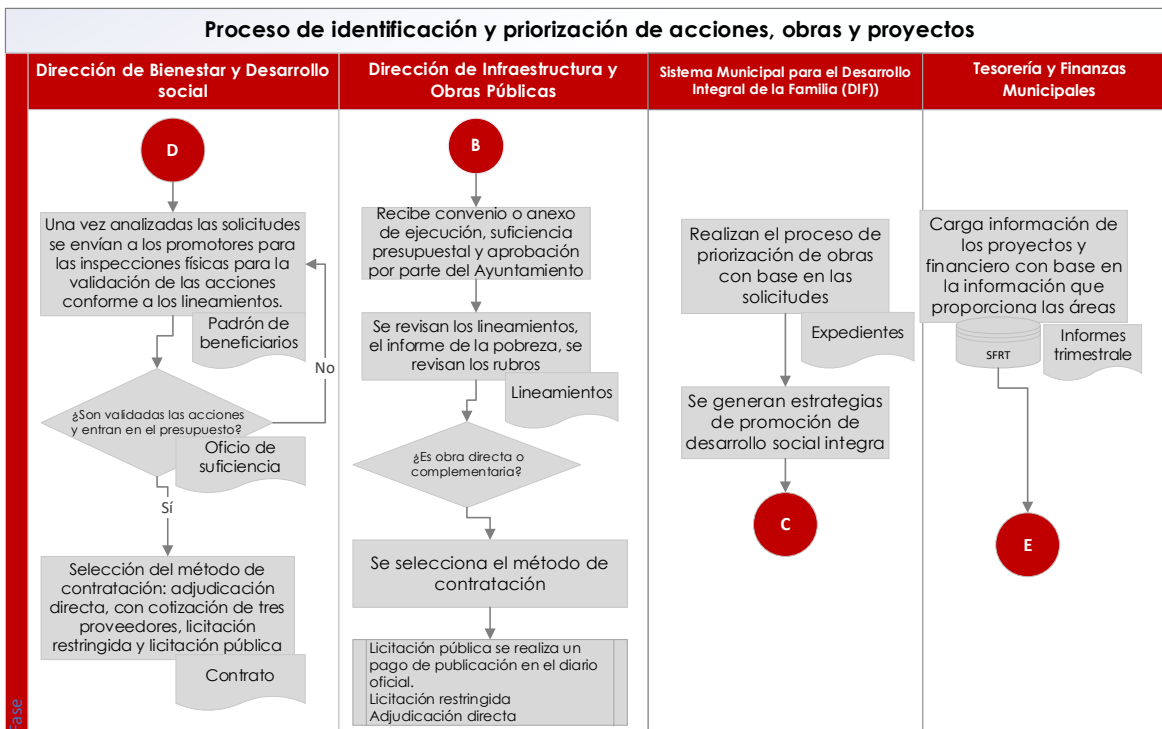 Proceso de identificación y priorización de acciones, obras y proyectos
Dirección de Bienestar y Desarrollo
social
Dirección de Infraestructura y
Obras Públicas
Sistema Municipal para el Desarrollo
Integral de la Familia (DIF))
Tesorería y Finanzas
Municipales
D
Una vez analizadas las solicitudes
se envían a los promotores para
las inspecciones físicas para la
validación de las acciones
conforme a los lineamientos.
Padrón de
beneficiarios
No
¿Son validadas las acciones
y entran en el presupuesto?
Oficio de
suficiencia
Sí
Selección del método de
contratación: adjudicación
directa, con cotización de tres
proveedores, licitación
restringida y licitación pública
Contrato
B
Recibe convenio o anexo
de ejecución, suficiencia
presupuestal y aprobación
por parte del Ayuntamiento
Se revisan los lineamientos,
el informe de la pobreza, se
revisan los rubros
Lineamientos
¿Es obra directa o
complementaria?
Se selecciona el método de
contratación
Licitación pública se realiza un
pago de publicación en el diario
oficial.
Licitación restringida
Adjudicación directa
Realizan el proceso de
priorización de obras
con base en las
solicitudes
Expedientes
Se generan estrategias
de promoción de
desarrollo social integra
C
Carga información de
los proyectos y
financiero con base en
la información que
proporciona las áreas
SFRT
Informes
trimestrale
E
Fase